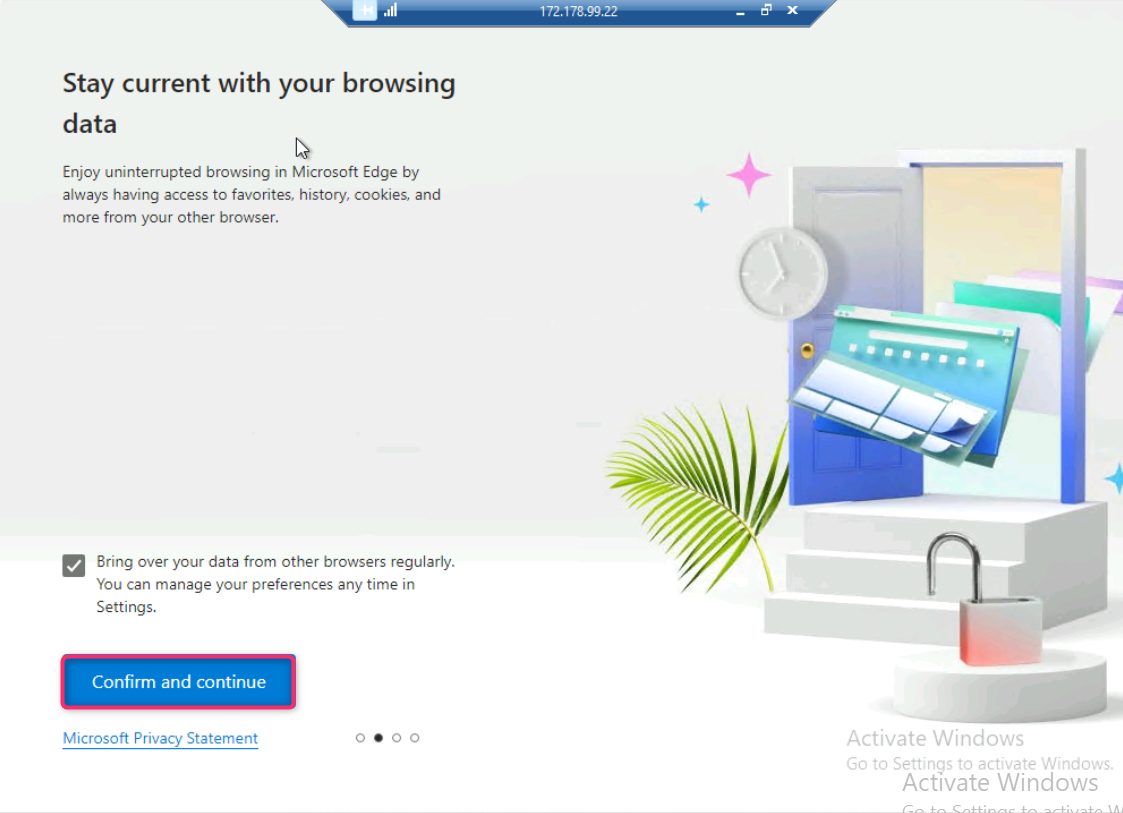 172.178.99.22
Stay current with your browsing
data
Enjoy uninterrupted browsing in Microsoft Edge by
always having access to favorites, history, cookies, and
more from your other browser.
Bring over your data from other browsers regularly.
You can manage your preferences any time in
Settings.
Confirm and continue
Microsoft Privacy Statement
Activate Windows
Go to Settings to activate Windows.
Activate Windows
Go to Settings to activate W